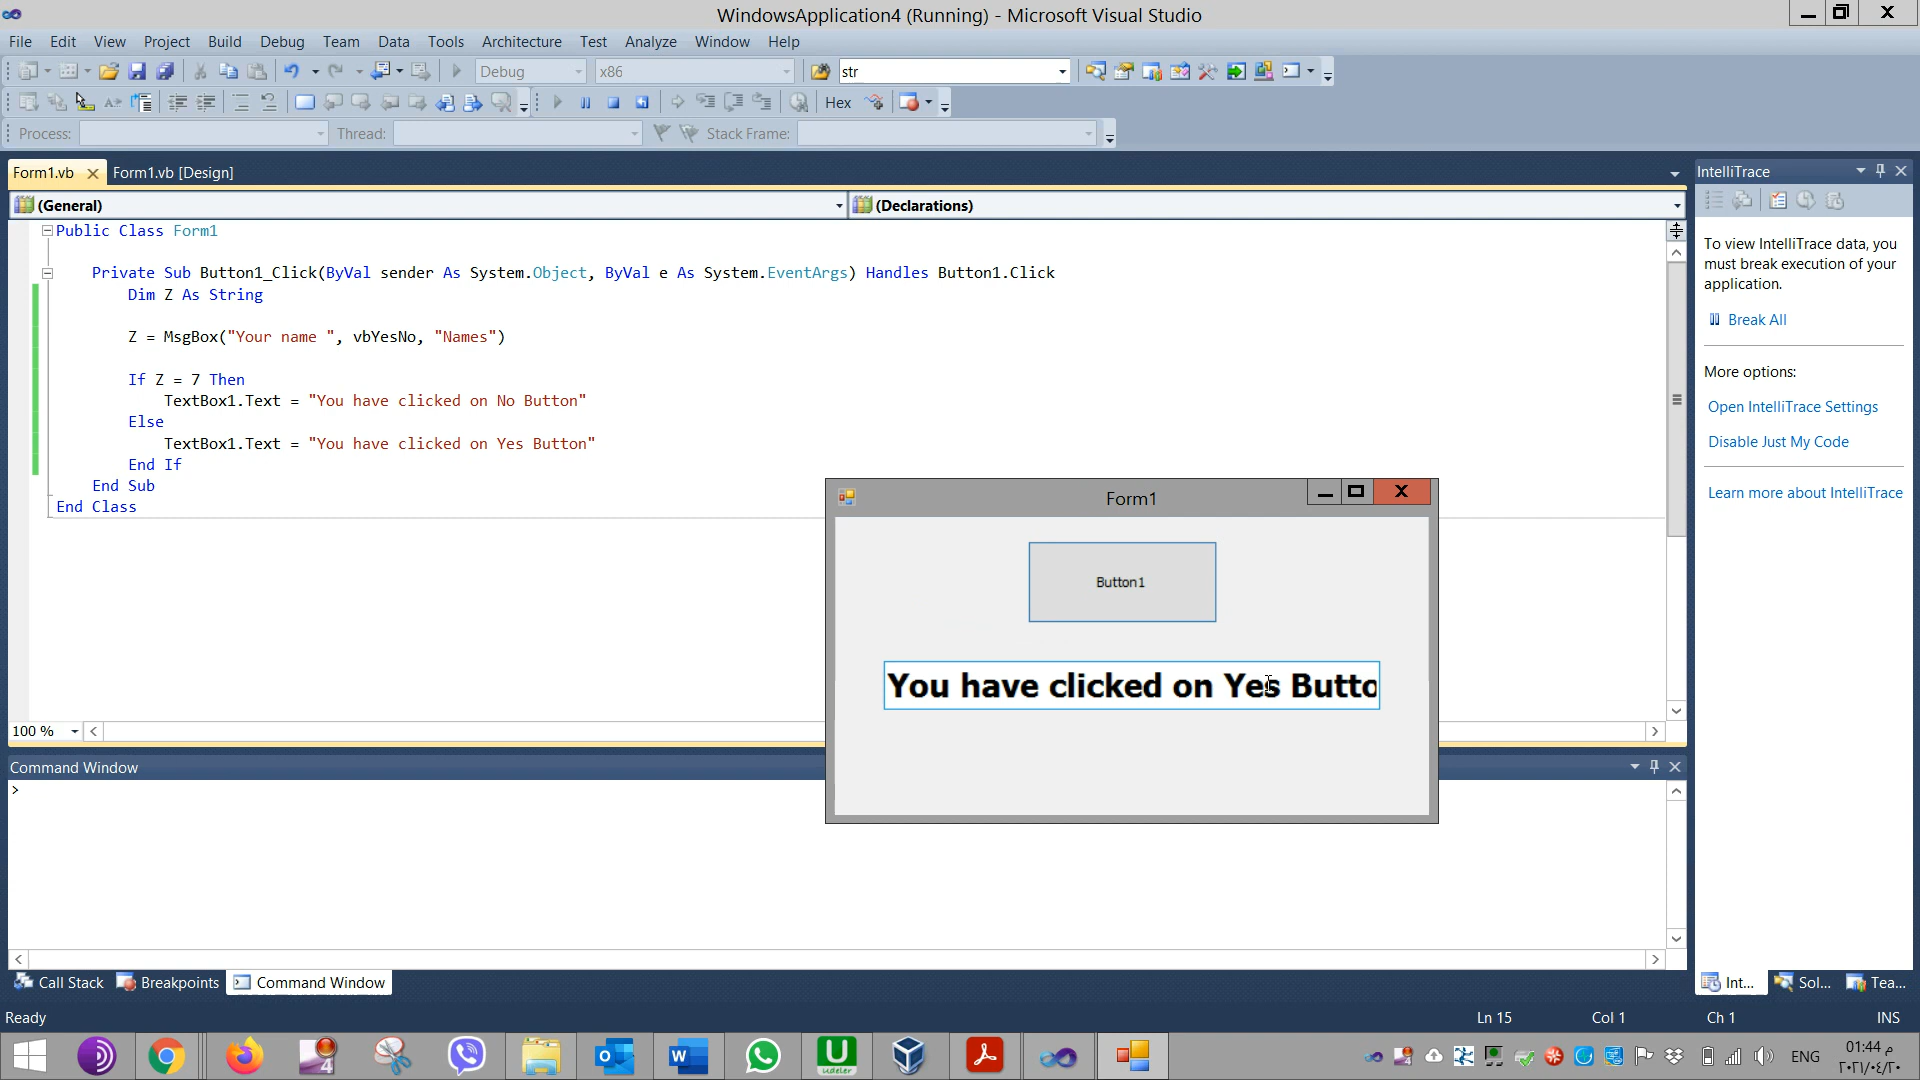 WindowsApplication4 (Running) - Microsoft Visual Studio
File Edit View Project Build Debug Team Data Tools Architecture Test Analyze Window Help
Debug x86 str
Hex
Process: Thread: Stack Frame:
Form1.vb Form1.vb [Design]
(General) (Declarations)
Public Class Form1
Private Sub Button1_Click(ByVal sender As System.Object, ByVal e As System.EventArgs) Handles Button1.Click
Dim Z As String
Z = MsgBox("Your name ", vbYesNo, "Names")
If Z = 7 Then
TextBox1.Text = "You have clicked on No Button"
Else
TextBox1.Text = "You have clicked on Yes Button"
End If
End Sub
End Class
100 %
Form1
Button1
You have clicked on Yes Butto
IntelliTrace
To view IntelliTrace data, you
must break execution of your
application.
Break All
More options:
Open IntelliTrace Settings
Disable Just My Code
Learn more about IntelliTrace
Command Window
>
Call Stack Breakpoints Command Window
Int... Sol... Tea...
Ready Ln 15 Col 1 Ch 1 INS
U
udeler
ENG
01:44 م
٢٠٢١/٠٤/٢٠